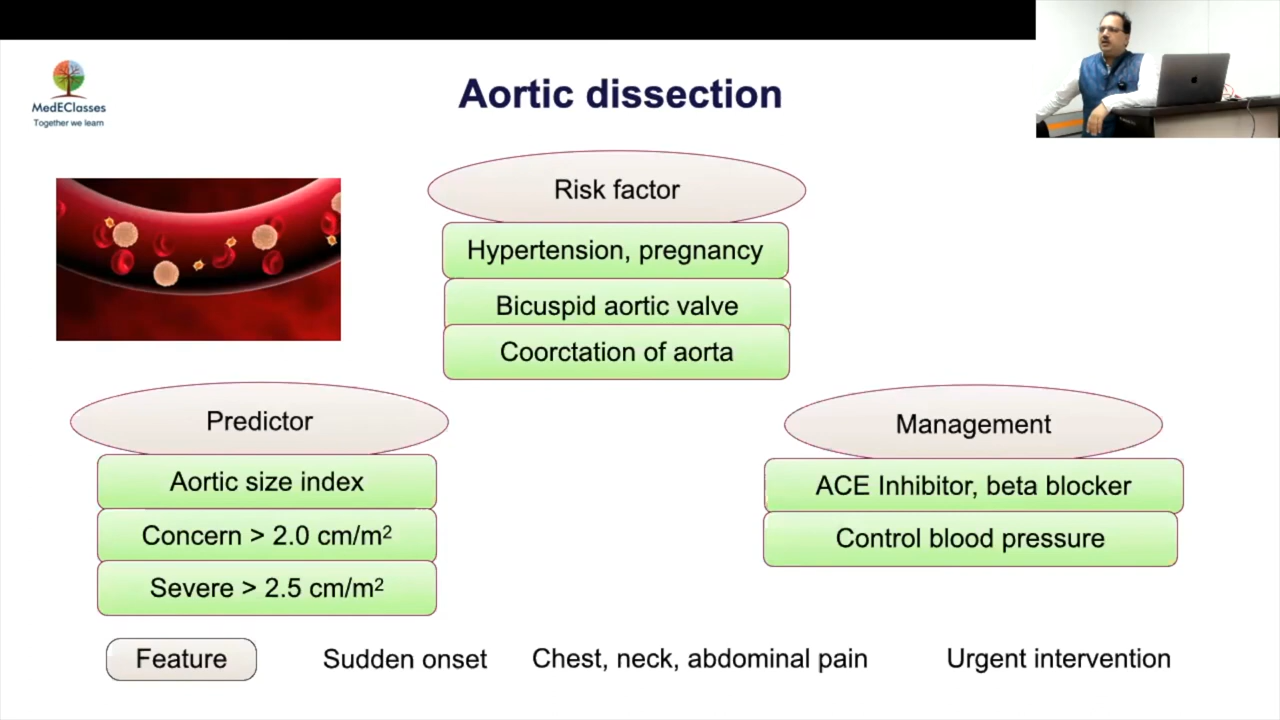 MedEClasses
Together we learn
Aortic dissection
Risk factor
Hypertension, pregnancy
Bicuspid aortic valve
Coorctation of aorta
Predictor
Aortic size index
Concern > 2.0 cm/m²
Severe > 2.5 cm/m²
Management
ACE Inhibitor, beta blocker
Control blood pressure
Feature
Sudden onset
Chest, neck, abdominal pain
Urgent intervention